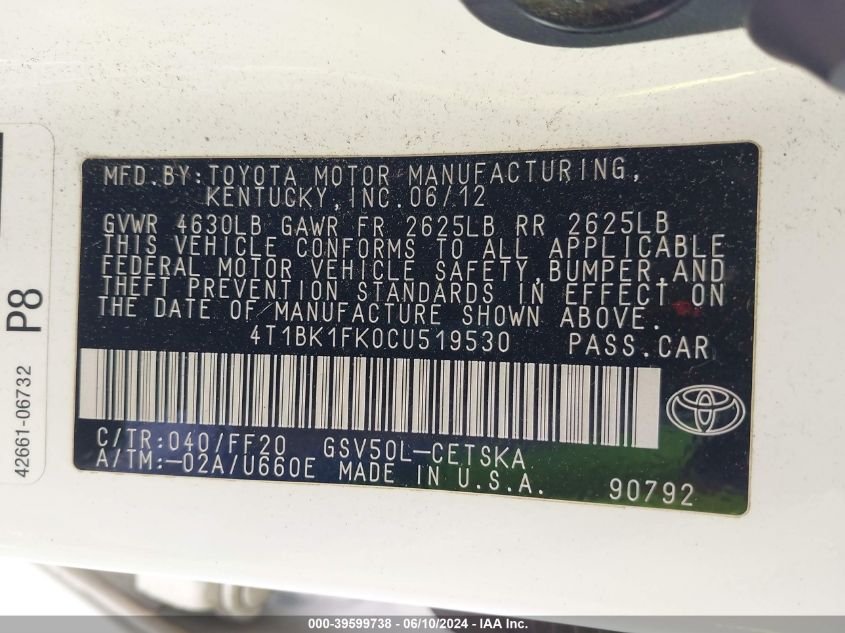 MFD.BY:TOYOTA MOTOR MANUFACTURING,
KENTUCKY,INC.06/12
GVWR 4630LB GAWR FR 2625LB RR 2625LB
THIS VEHICLE CONFORMS TO ALL APPLICABLE
FEDERAL MOTOR VEHICLE SAFETY,BUMPER,AND
THEFT PREVENTION STANDARDS IN EFFECT ON
THE DATE OF MANUFACTURE SHOWN ABOVE.
4T1BK1FK0CU519530 PASS.CAR
C/TR:040/FF20 GSV50L-CETSKA
A/TM:-02A/U660E MADE IN U.S.A. 90792
P8
42661-06732
000-39599738 - 06/10/2024 - IAAI, Inc.